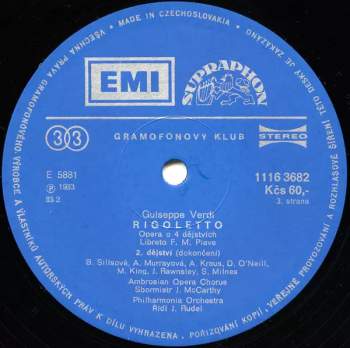 MADE IN CZECHOSLOVAKIA • VŠECHNA PRÁVA GRAMOFONOVÉHO VÝROBCE A VLASTNÍKŮ AUTORSKÝCH PRÁV K DÍLU VYHRAZENA. POŘIZOVÁNÍ KOPIÍ, VEŘEJNÉ PROVOZOVÁNÍ A ROZHLASOVÉ ŠÍŘENÍ TÉTO DESKY JE ZAKÁZÁNO
EMI
SUPRAPHON
33
GRAMOFONOVÝ KLUB
STEREO
E 5881
Ⓟ 1983
83.2
1116 3682
Kčs 60,-
3. strana
Guiseppe Verdi
RIGOLETTO
Opera o 4 dějstvích
Libreto F. M. Piave
2. dějství (dokončení)
B. Sillsová, A. Murrayová, A. Kraus, D. O'Neill,
M. King, J. Rawnsley, S. Milnes
Ambrosian Opera Chorus
Sbormistr J. McCarthy
Philharmonia Orchestra
Řídí J. Rudel